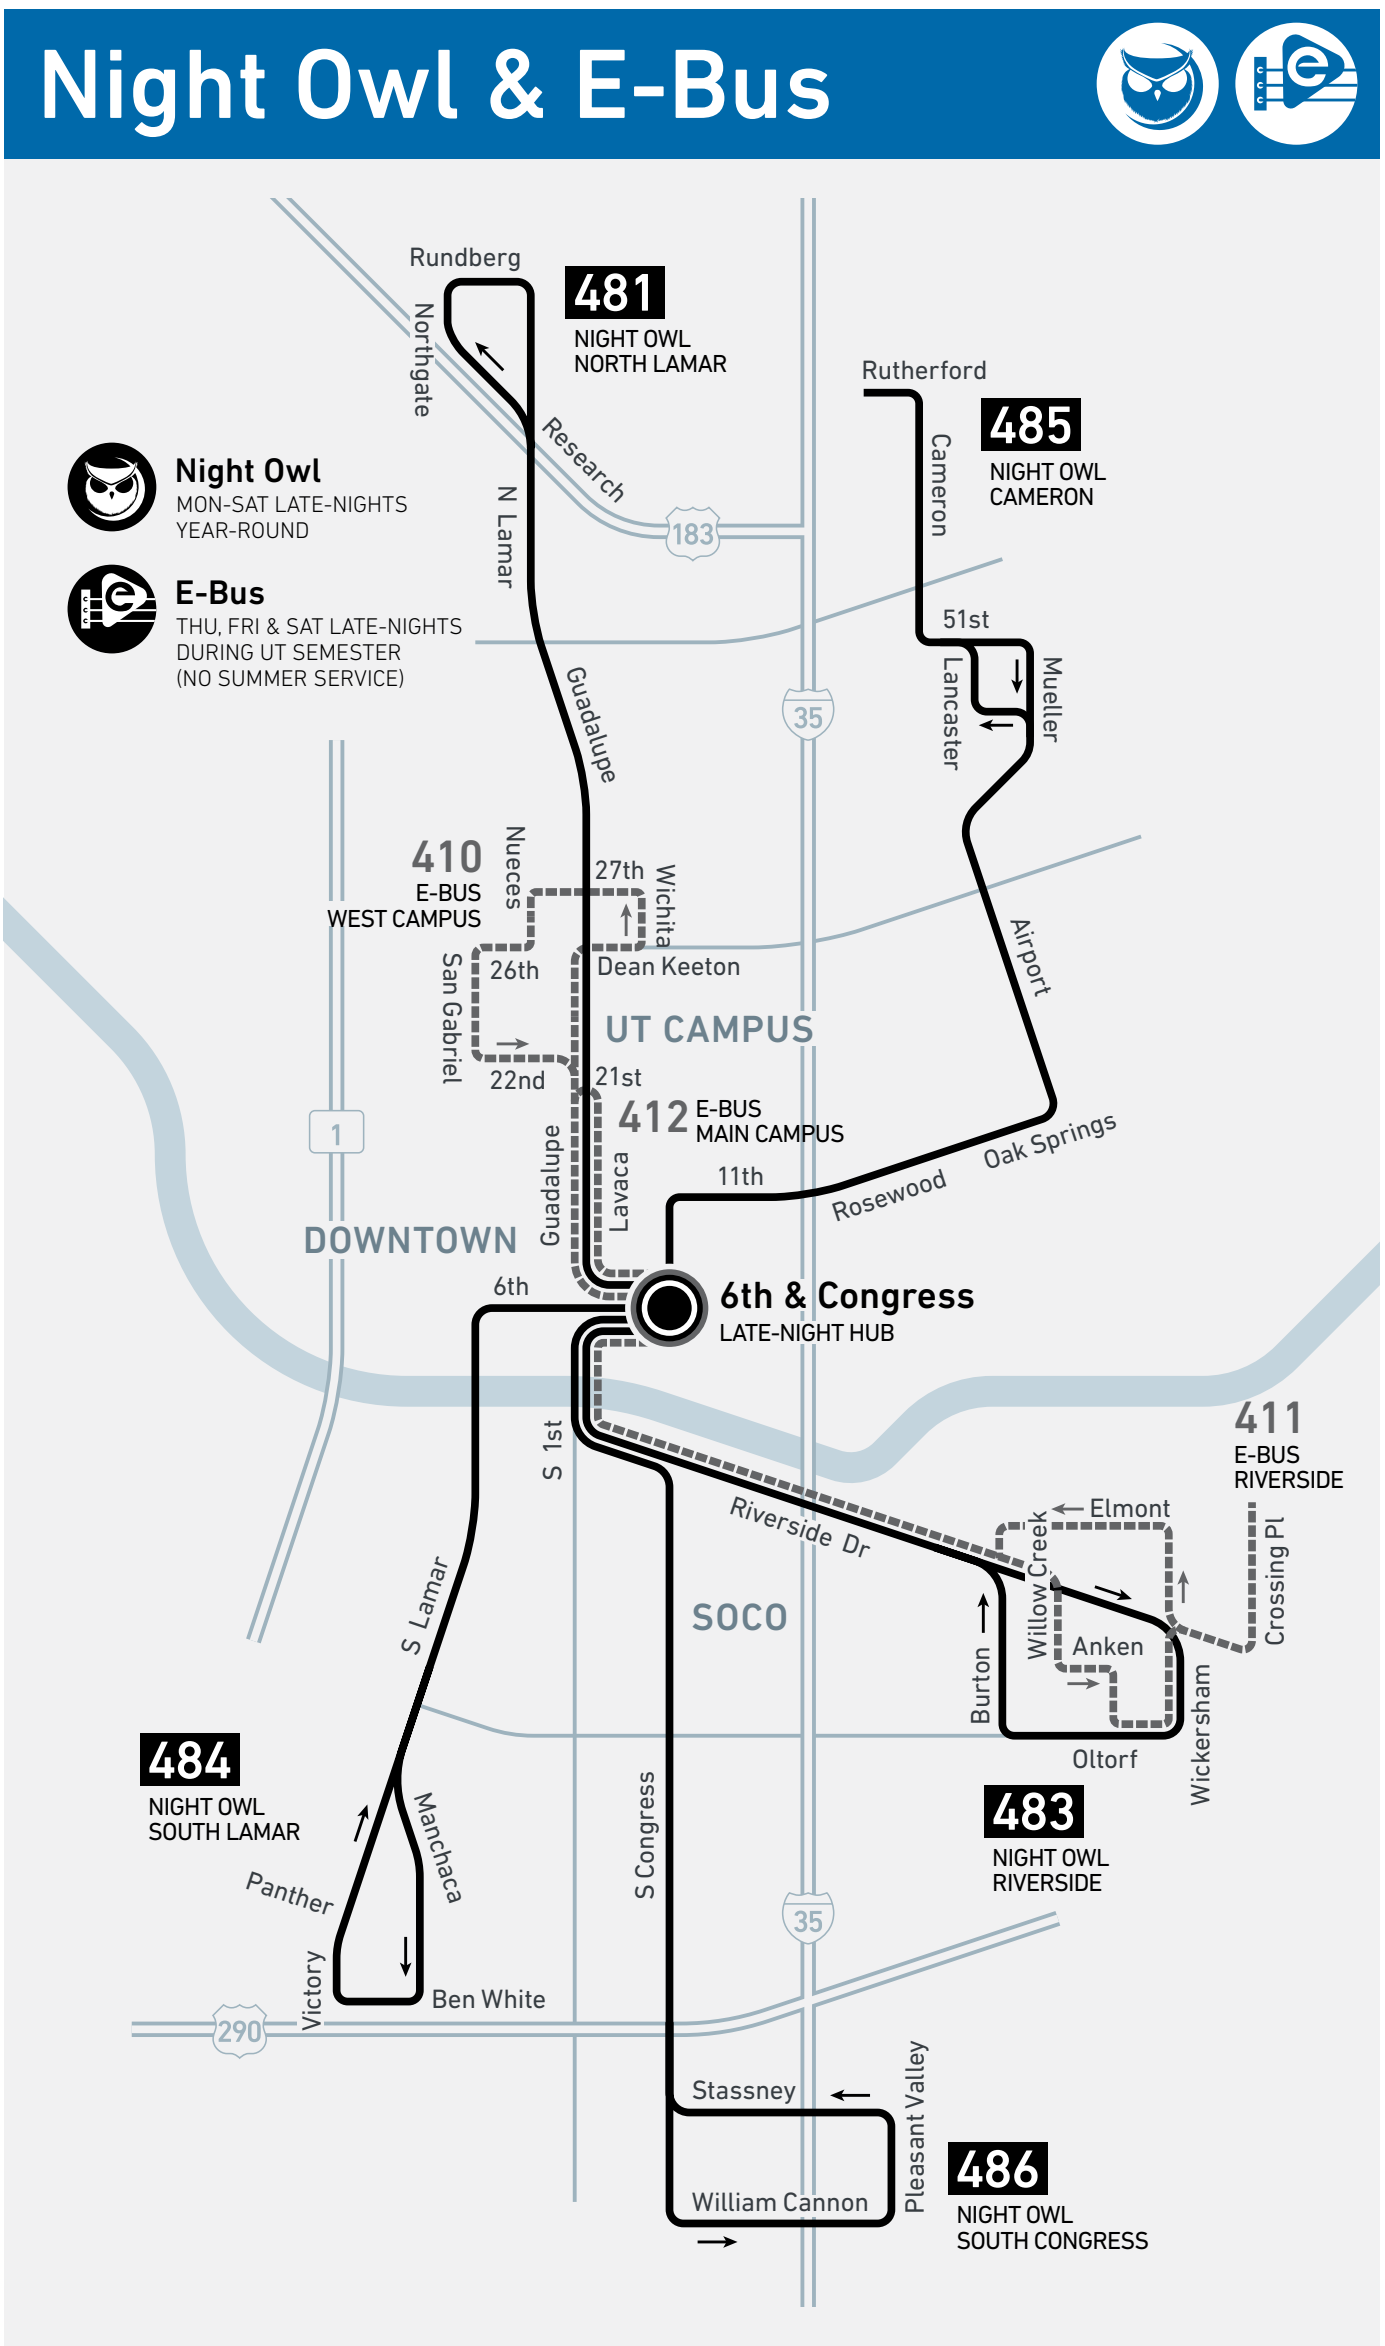 Night Owl & E-Bus
Rundberg
481
NIGHT OWL
NORTH LAMAR
Northgate
Rutherford
485
NIGHT OWL
CAMERON
Cameron
Research
Night Owl
MON-SAT LATE-NIGHTS
YEAR-ROUND
N Lamar
183
E-Bus
THU, FRI & SAT LATE-NIGHTS
DURING UT SEMESTER
(NO SUMMER SERVICE)
51st
Lancaster
Mueller
Guadalupe
35
410
E-BUS
WEST CAMPUS
Nueces
27th
Wichita
26th
Dean Keeton
San Gabriel
Airport
UT CAMPUS
22nd
21st
412
E-BUS
MAIN CAMPUS
1
Guadalupe
Lavaca
11th
Oak Springs
Rosewood
DOWNTOWN
6th
6th & Congress
LATE-NIGHT HUB
S 1st
411
E-BUS
RIVERSIDE
Riverside Dr
Elmont
Willow Creek
Crossing Pl
S Lamar
SOCO
Anken
Burton
Wickersham
Oltorf
484
NIGHT OWL
SOUTH LAMAR
Manchaca
S Congress
483
NIGHT OWL
RIVERSIDE
Panther
35
Victory
Ben White
290
Stassney
Pleasant Valley
486
NIGHT OWL
SOUTH CONGRESS
William Cannon